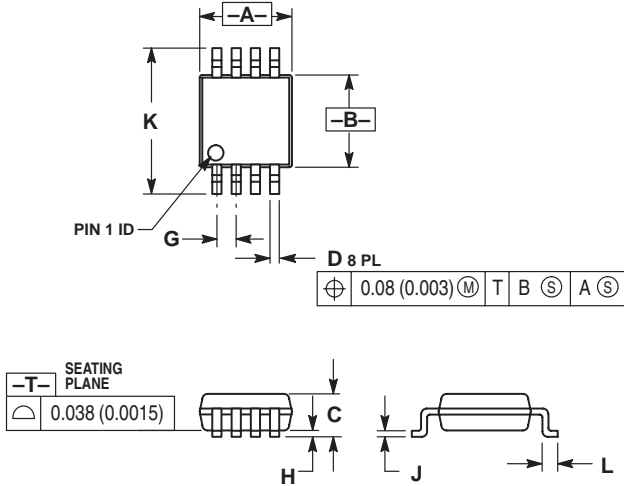 –A–
K
–B–
PIN 1 ID
G
D 8 PL
⌖ 0.08 (0.003) Ⓜ T B Ⓢ A Ⓢ
–T– SEATING PLANE
⌓ 0.038 (0.0015)
C
H
J
L